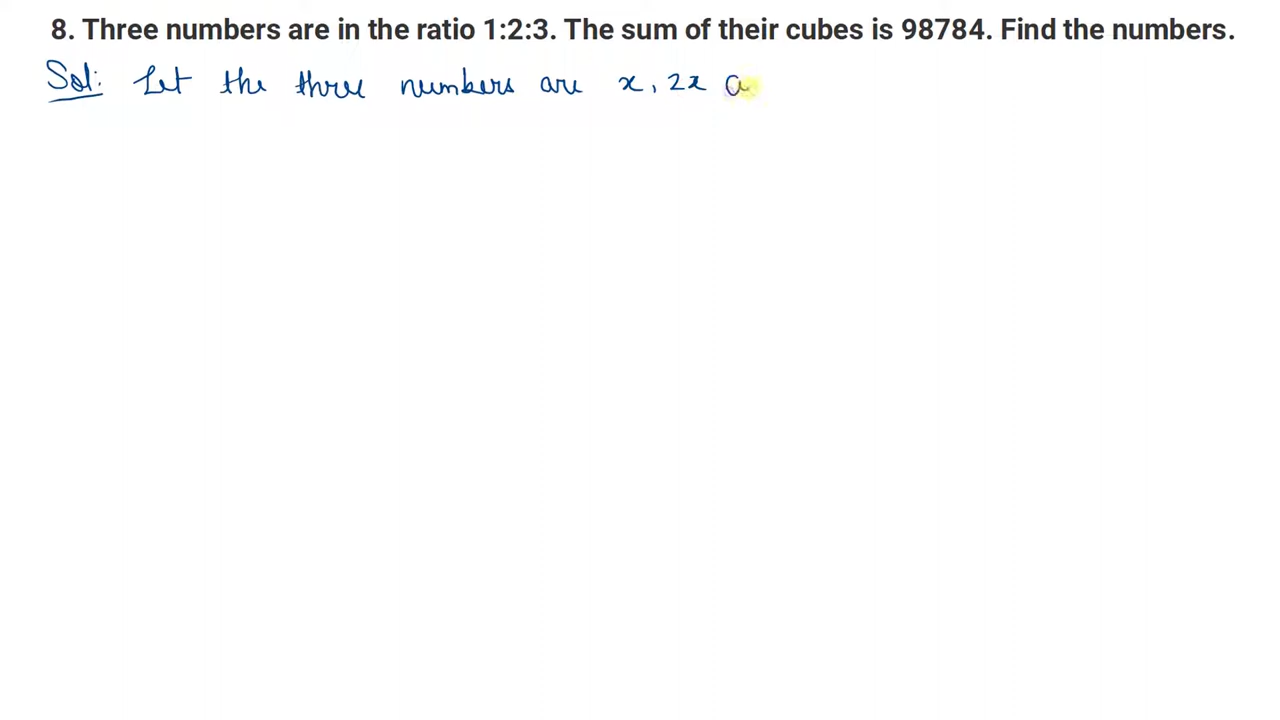 8. Three numbers are in the ratio 1:2:3. The sum of their cubes is 98784. Find the numbers.
Sol: Let the three numbers are x, 2x a